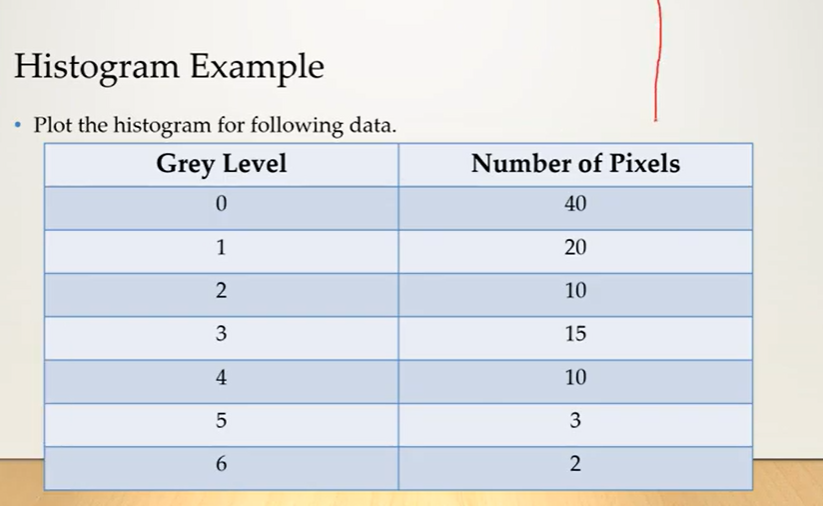 Histogram Example
• Plot the histogram for following data.
Grey Level Number of Pixels
0 40
1 20
2 10
3 15
4 10
5 3
6 2